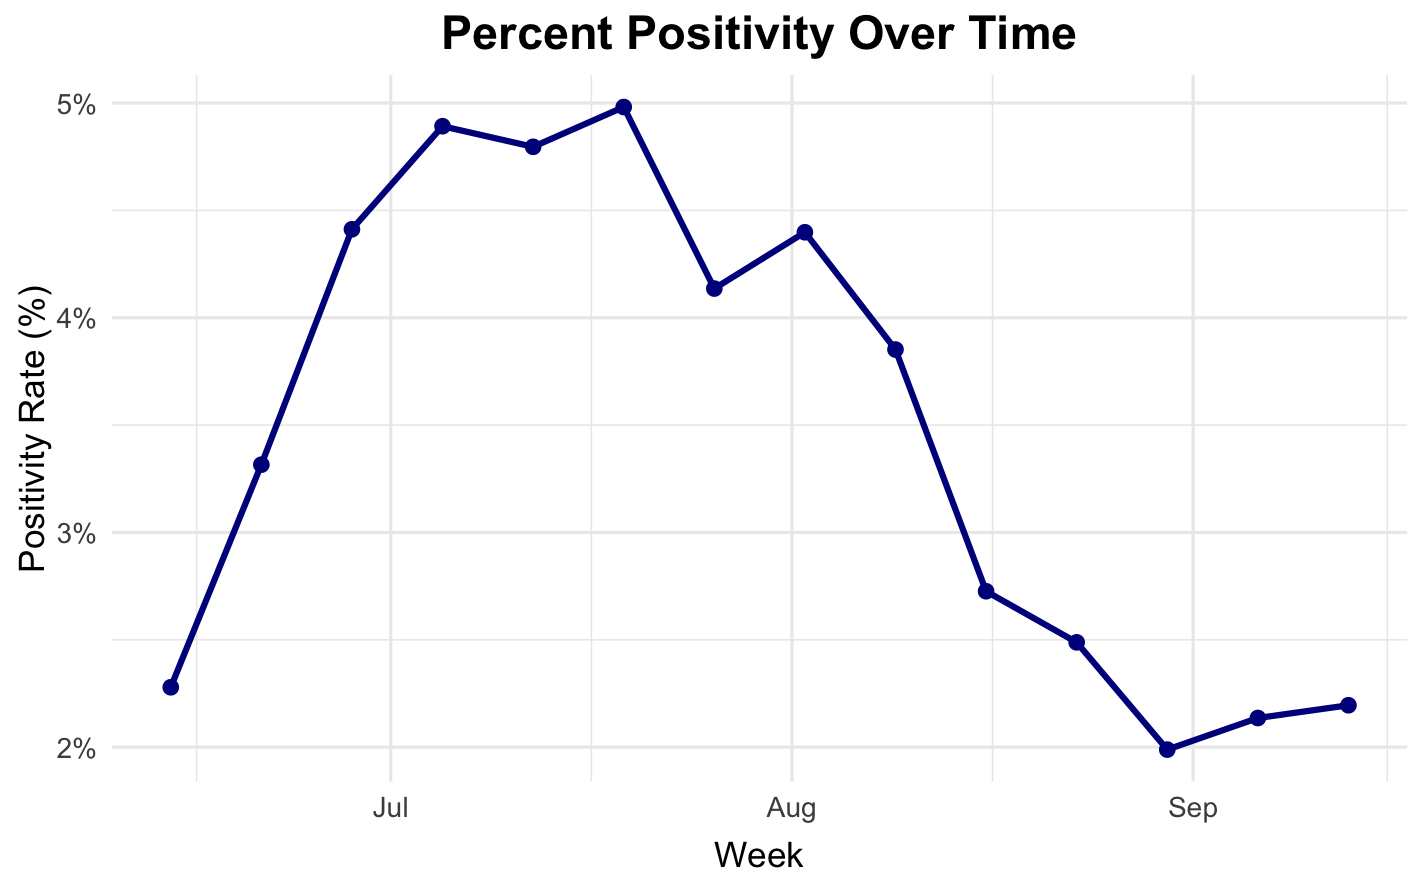 Percent Positivity Over Time
Positivity Rate (%)
5%
4%
3%
2%
Jul Aug Sep
Week